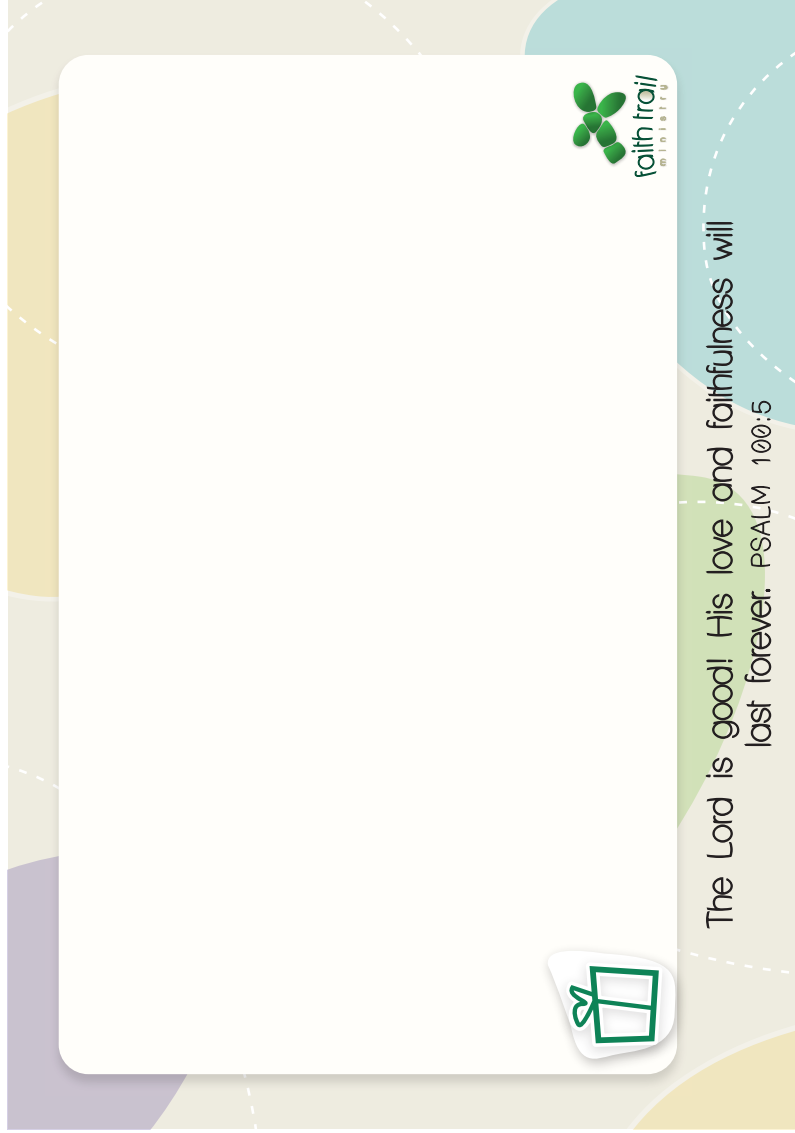 faith trail
ministry
The Lord is good! His love and faithfulness will
last forever. PSALM 100:5